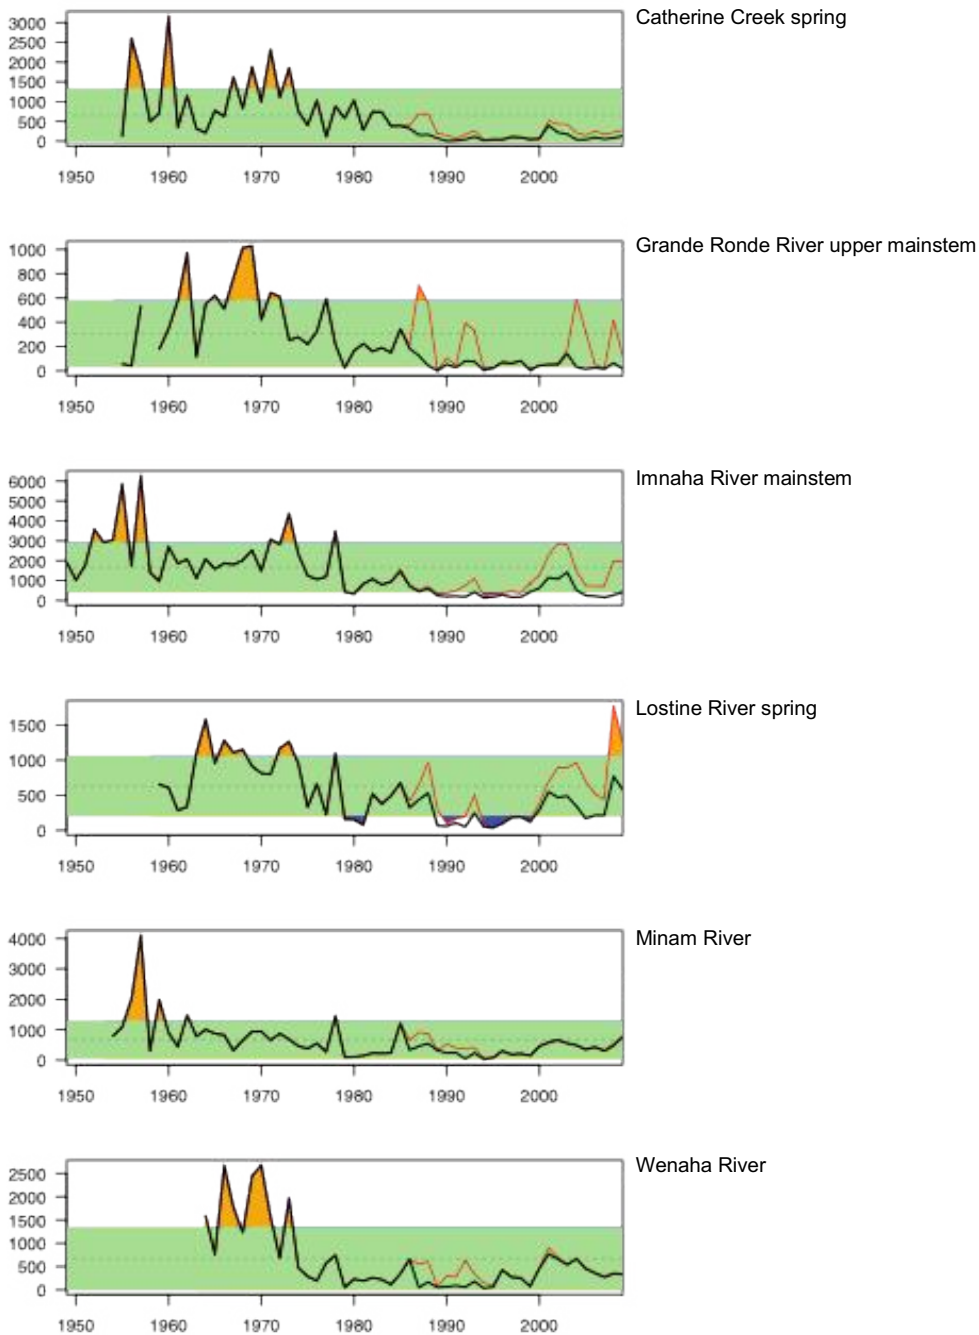 Catherine Creek spring
3000
2500
2000
1500
1000
500
0
1950 1960 1970 1980 1990 2000
Grande Ronde River upper mainstem
1000
800
600
400
200
0
1950 1960 1970 1980 1990 2000
Imnaha River mainstem
6000
5000
4000
3000
2000
1000
0
1950 1960 1970 1980 1990 2000
Lostine River spring
1500
1000
500
0
1950 1960 1970 1980 1990 2000
Minam River
4000
3000
2000
1000
0
1950 1960 1970 1980 1990 2000
Wenaha River
2500
2000
1500
1000
500
0
1950 1960 1970 1980 1990 2000